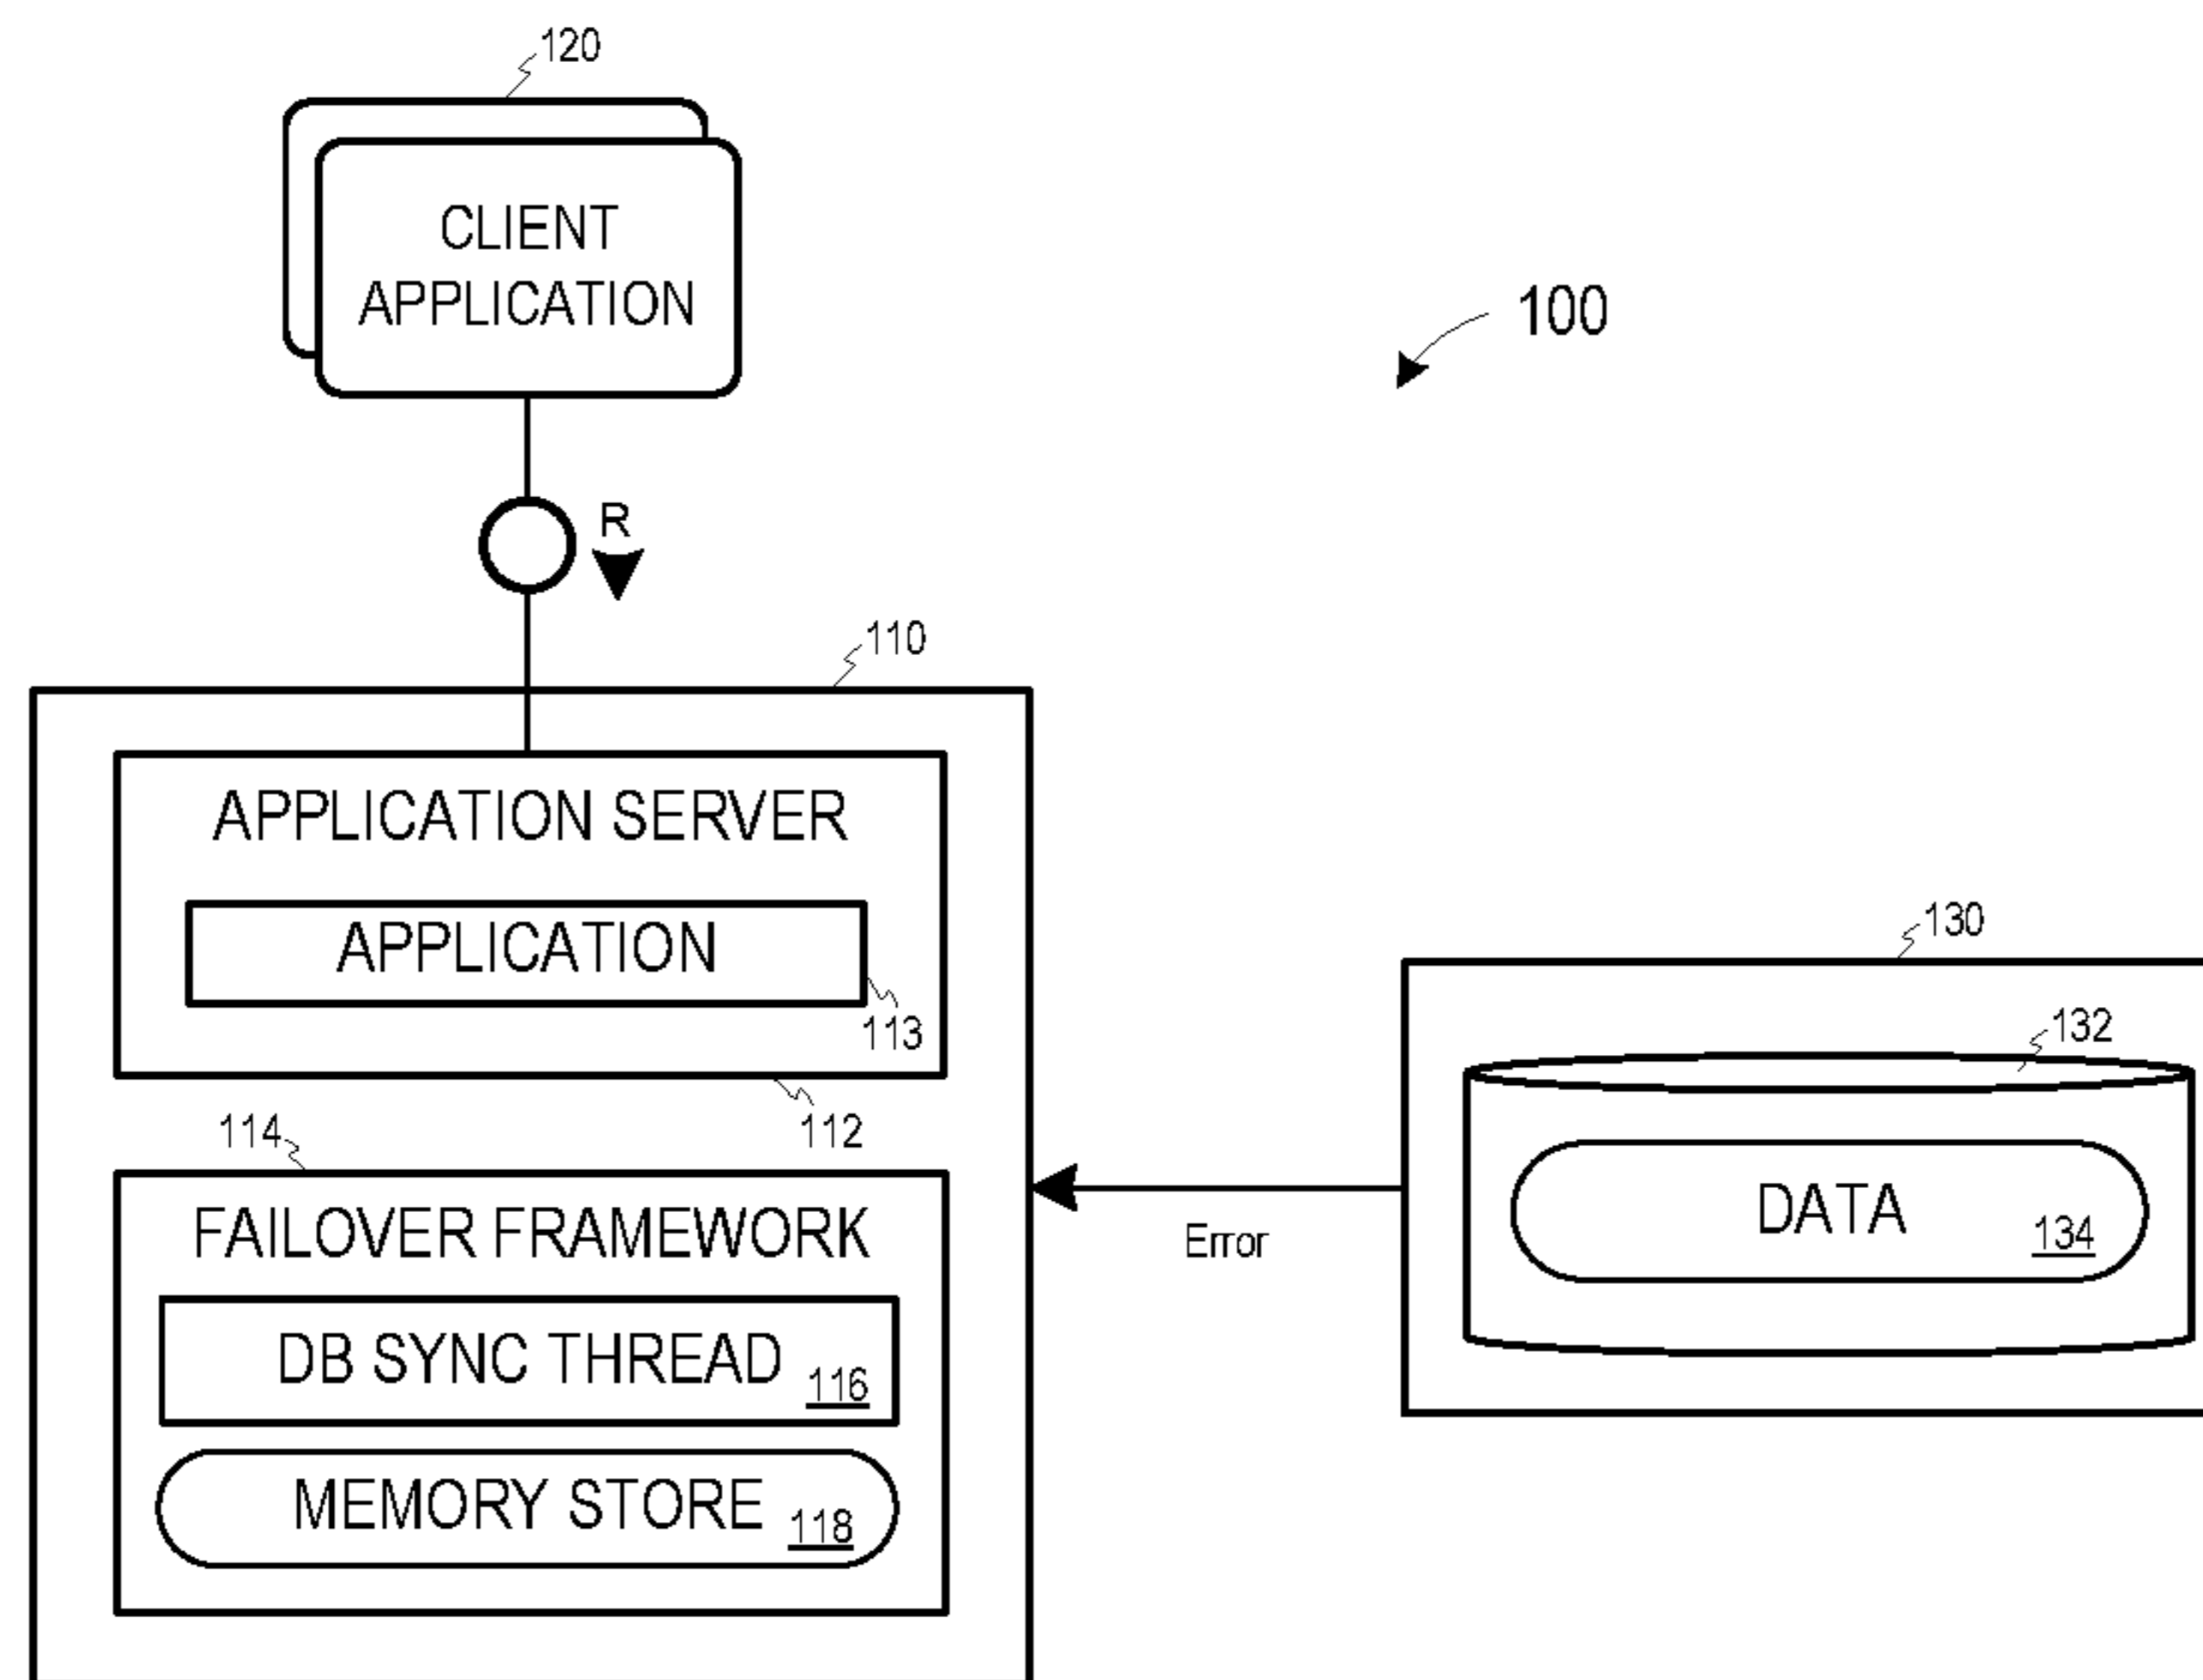 120
CLIENT
APPLICATION
100
R
110
APPLICATION SERVER
APPLICATION
113
112
114
FAILOVER FRAMEWORK
DB SYNC THREAD 116
MEMORY STORE 118
Error
130
132
DATA 134